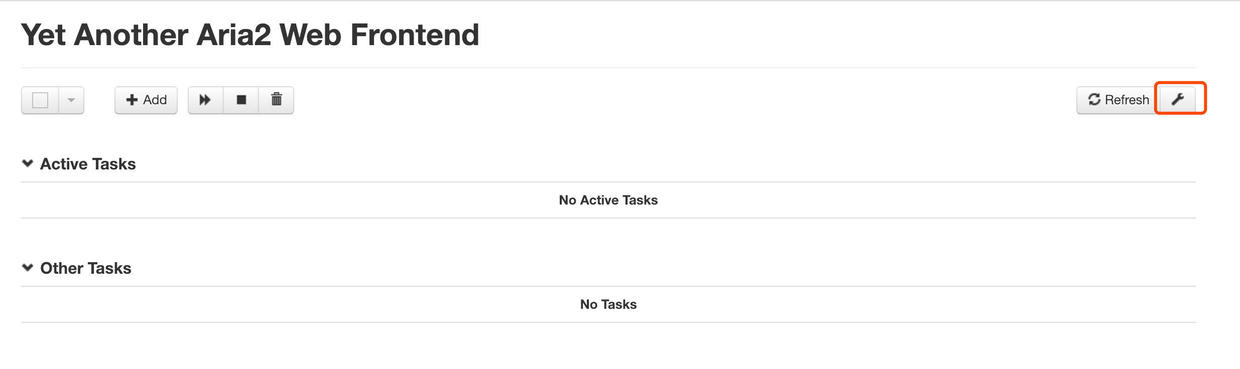 Yet Another Aria2 Web Frontend
Add
Refresh
Active Tasks
No Active Tasks
Other Tasks
No Tasks